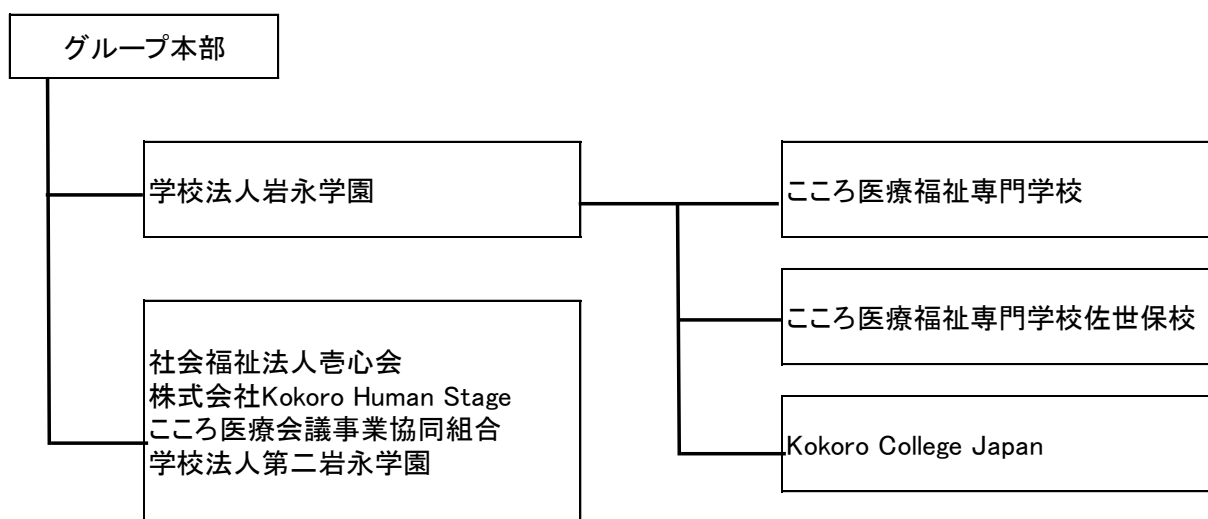 グループ本部
学校法人岩永学園
こころ医療福祉専門学校
こころ医療福祉専門学校佐世保校
社会福祉法人壱心会
株式会社Kokoro Human Stage
こころ医療会議事業協同組合
学校法人第二岩永学園
Kokoro College Japan